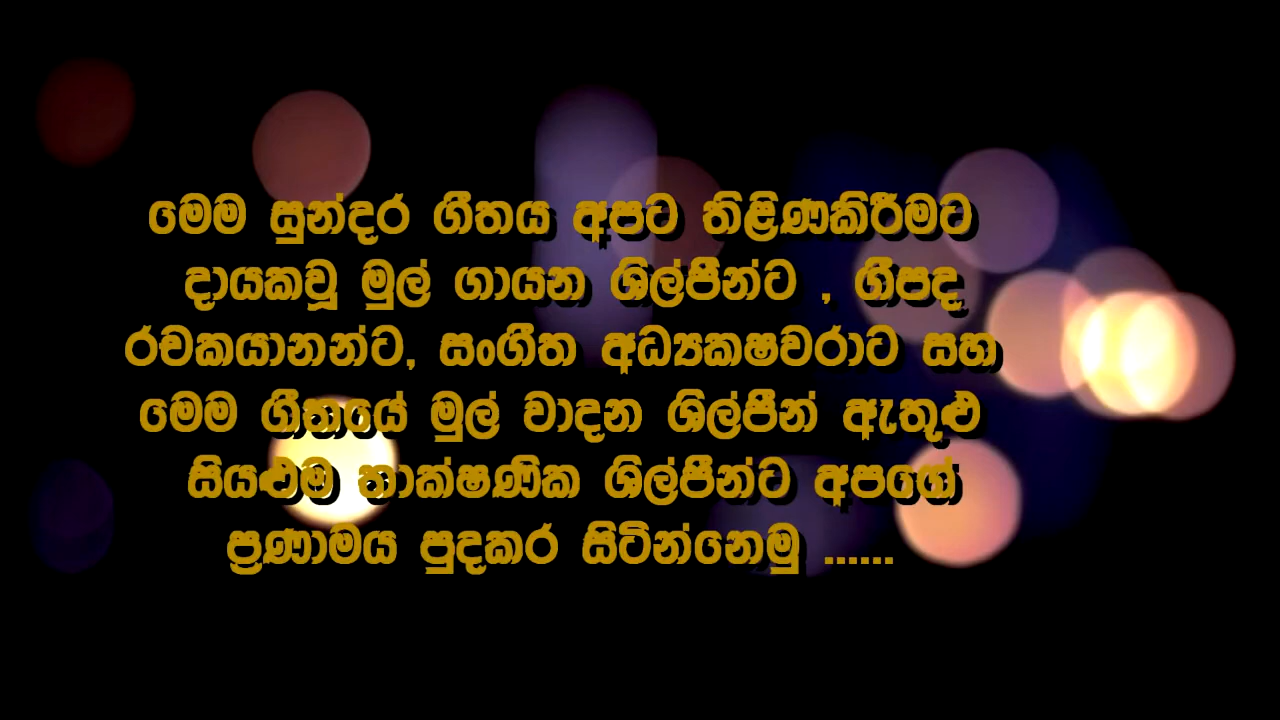 මෙම සුන්දර ගීතය අපට තිළිණකිරීමට
දායකවූ මුල් ගායන ශිල්පීන්ට , ගීපද
රචකයානන්ට, සංගීත අධ්‍යකෂවරාට සහ
මෙම ගීතයේ මුල් වාදන ශිල්පීන් ඇතුළු
සියළුම තාක්ෂණික ශිල්පීන්ට අපගේ
ප්‍රණාමය පුදකර සිටින්නෙමු ......